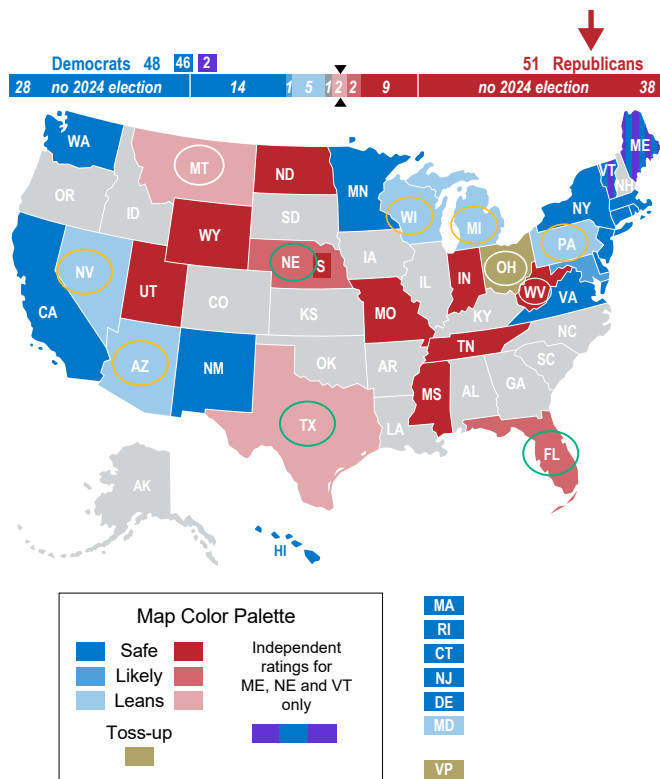 Democrats 48 46 2 51 Republicans
28 no 2024 election 14 1 5 1 2 2 9 no 2024 election 38
WA
ME
MT
ND
VT
MN
NH
OR
ID
SD
WI
NY
WY
MI
NE S
IA
PA
NV
OH
IL
IN
UT
CO
WV
VA
CA
KS
MO
KY
NC
TN
OK
SC
AZ
NM
AR
MS
AL
GA
TX
LA
FL
AK
HI
Map Color Palette
Safe
Likely
Leans
Toss-up
Independent
ratings for
ME, NE and VT
only
MA
RI
CT
NJ
DE
MD
VP